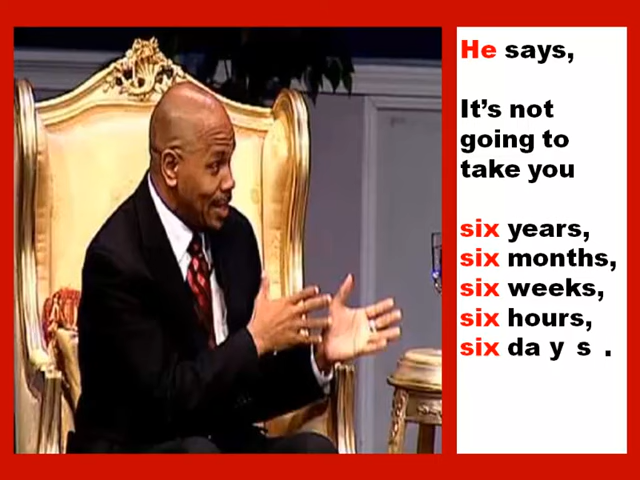 He says,
It's not
going to
take you
six years,
six months,
six weeks,
six hours,
six da y s .